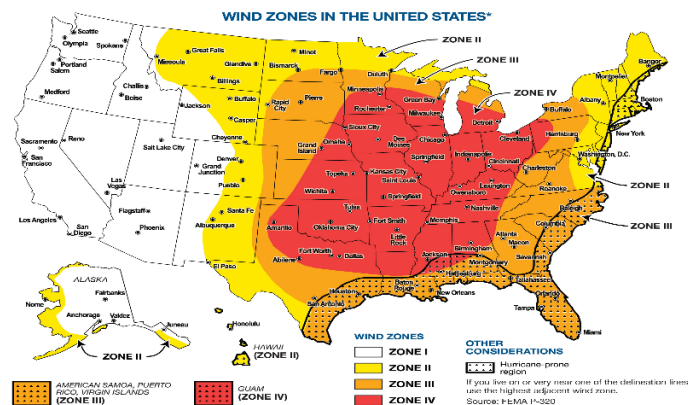 WIND ZONES IN THE UNITED STATES*
Seattle
Olympia
Spokane
Portland
Salem
Medford
Great Falls
Missoula
Glendive
Minot
Bismarck
Fargo
Duluth
ZONE II
ZONE III
ZONE IV
Billings
Challis
Boise
Jackson
Buffalo
Casper
Rapid City
Pierre
Minneapolis
Rochester
Green Bay
Milwaukee
Detroit
Buffalo
Albany
Montpelier
Bangor
Boston
New York
Harrisburg
Cleveland
Chicago
Sioux City
Des Moines
Omaha
Grand Island
Cheyenne
Salt Lake City
Reno
Sacramento
San Francisco
Grand Junction
Denver
Pueblo
Topeka
Kansas City
Saint Louis
Springfield
Indianapolis
Cincinnati
Charleston
Washington, D.C.
Roanoke
Lexington
Owensboro
Springfield
Wichita
Las Vegas
Los Angeles
San Diego
Flagstaff
Phoenix
Santa Fe
Albuquerque
Amarillo
Tulsa
Oklahoma City
Fort Smith
Little Rock
Memphis
Nashville
Raleigh
Columbia
Atlanta
Macon
Savannah
Birmingham
Montgomery
Jackson
Hattiesburg
Tallahassee
ZONE II
ZONE III
El Paso
Abilene
Fort Worth
Dallas
San Antonio
Houston
Baton Rouge
New Orleans
Orlando
Tampa
Miami
ALASKA
Nome
Fairbanks
Anchorage
Valdez
Juneau
ZONE II
Honolulu
HAWAII
(ZONE II)
WIND ZONES
ZONE I
ZONE II
ZONE III
ZONE IV
OTHER
CONSIDERATIONS
Hurricane-prone
region
If you live on or very near one of the delineation lines,
use the highest adjacent wind zone.
Source: FEMA P-320
AMERICAN SAMOA, PUERTO
RICO, VIRGIN ISLANDS
(ZONE III)
GUAM
(ZONE IV)